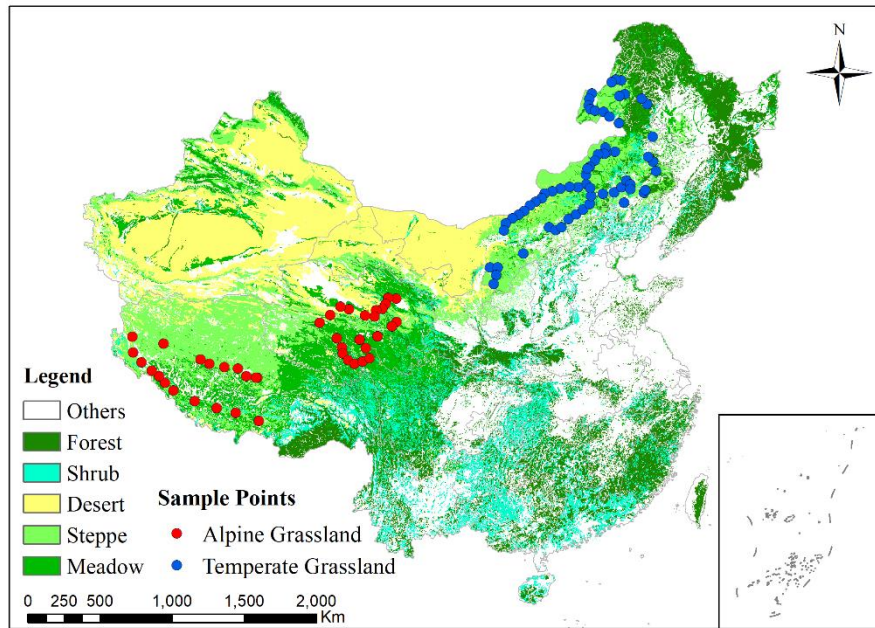 N
Legend
Others
Forest
Shrub
Desert
Steppe
Meadow
Sample Points
Alpine Grassland
Temperate Grassland
0 250 500 1,000 1,500 2,000
Km